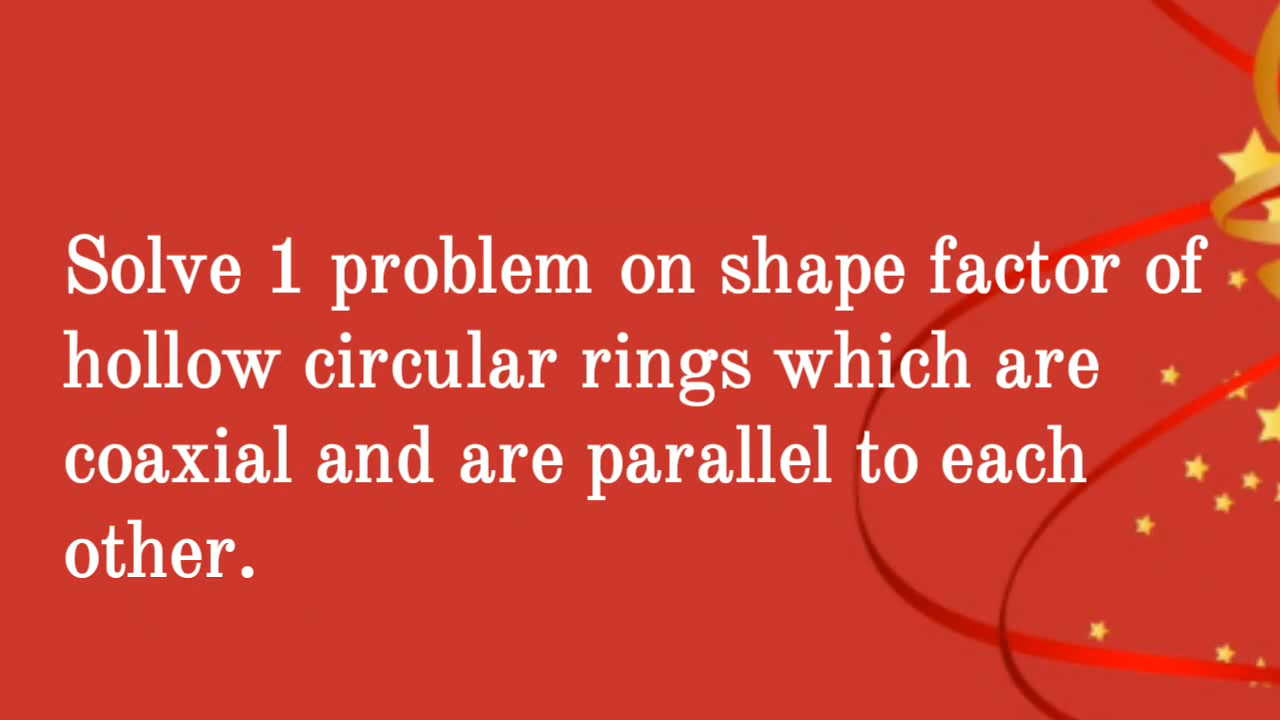 Solve 1 problem on shape factor of
hollow circular rings which are
coaxial and are parallel to each
other.